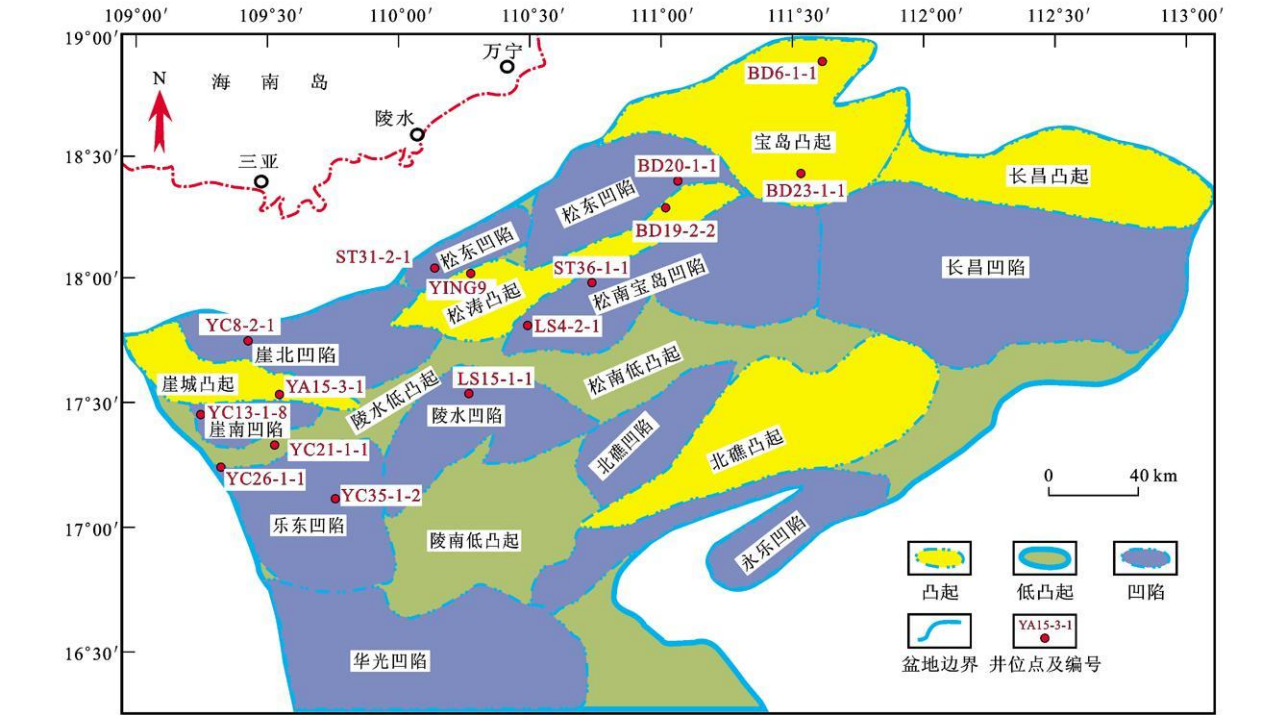 109°00′ 109°30′ 110°00′ 110°30′ 111°00′ 111°30′ 112°00′ 112°30′ 113°00′
19°00′
万宁
N 海南岛
BD6-1-1
陵水
宝岛凸起
18°30′
三亚
BD20-1-1
长昌凸起
BD23-1-1
松东凹陷
BD19-2-2
松东凹陷
ST31-2-1
ST36-1-1
长昌凹陷
18°00′
YING9
松南宝岛凹陷
松涛凸起
YC8-2-1
LS4-2-1
崖北凹陷
松南低凸起
崖城凸起
YA15-3-1
LS15-1-1
陵水低凸起
17°30′
YC13-1-8
陵水凹陷
崖南凹陷
YC21-1-1
北礁凹陷
北礁凸起
YC26-1-1
0 40 km
YC35-1-2
17°00′
乐东凹陷
陵南低凸起
永乐凹陷
凸起 低凸起 凹陷
YA15-3-1
16°30′
华光凹陷
盆地边界 井位点及编号